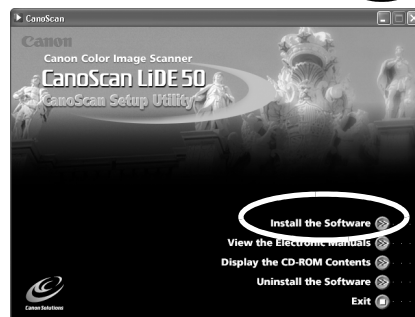 CanoScan
Canon
Canon Color Image Scanner
CanoScan LiDE 50
CanoScan Setup Utility
Install the Software
View the Electronic Manuals
Display the CD-ROM Contents
Uninstall the Software
Exit
Canon Solutions